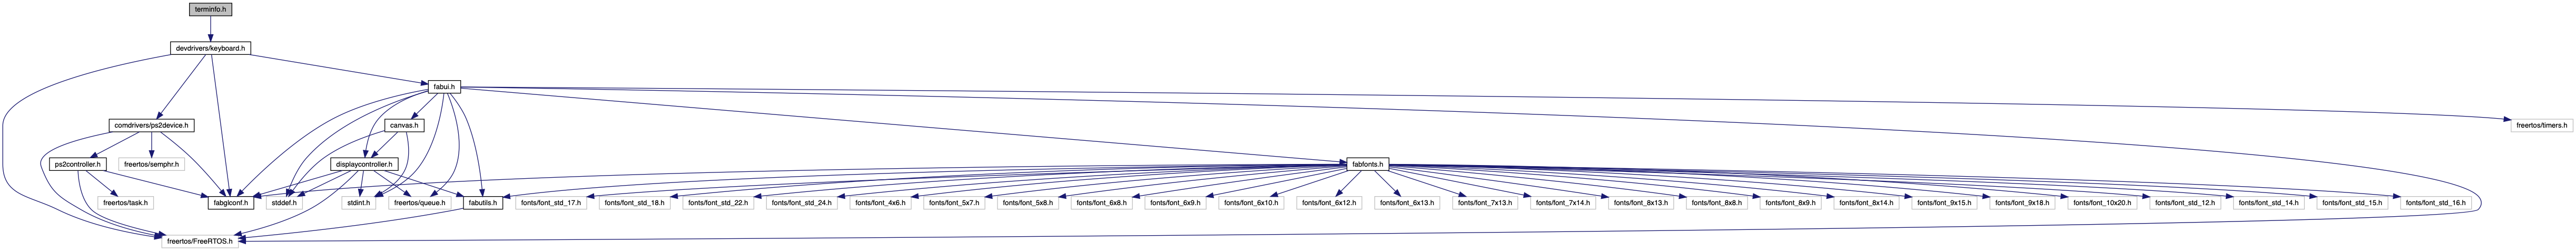 terminfo.h
devdrivers/keyboard.h
fabui.h
comdrivers/ps2device.h
canvas.h
freertos/timers.h
ps2controller.h
freertos/semphr.h
displaycontroller.h
fabfonts.h
freertos/task.h
fabglconf.h
stddef.h
stdint.h
freertos/queue.h
fabutils.h
fonts/font_std_17.h
fonts/font_std_18.h
fonts/font_std_22.h
fonts/font_std_24.h
fonts/font_4x6.h
fonts/font_5x7.h
fonts/font_5x8.h
fonts/font_6x8.h
fonts/font_6x9.h
fonts/font_6x10.h
fonts/font_6x12.h
fonts/font_6x13.h
fonts/font_7x13.h
fonts/font_7x14.h
fonts/font_8x13.h
fonts/font_8x8.h
fonts/font_8x9.h
fonts/font_8x14.h
fonts/font_9x15.h
fonts/font_9x18.h
fonts/font_10x20.h
fonts/font_std_12.h
fonts/font_std_14.h
fonts/font_std_15.h
fonts/font_std_16.h
freertos/FreeRTOS.h